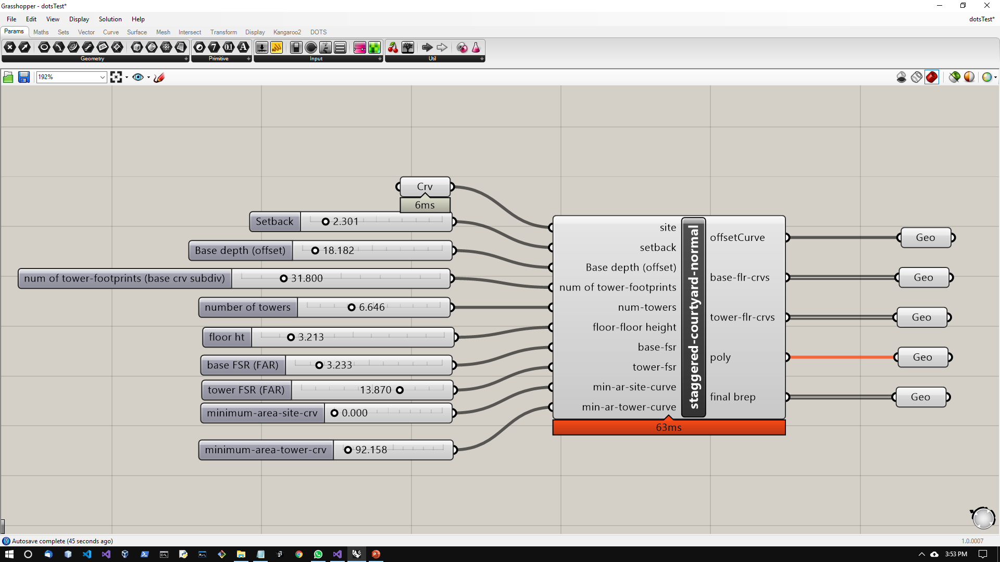 Grasshopper - dotsTest*
File Edit View Display Solution Help dotsTest*
Params Maths Sets Vector Curve Surface Mesh Intersect Transform Display Kangaroo2 DOTS
Geometry Primitive Input Util
192%
Crv
6ms
Setback 2.301
Base depth (offset) 18.182
num of tower-footprints (base crv subdiv) 31.800
number of towers 6.646
floor ht 3.213
base FSR (FAR) 3.233
tower FSR (FAR) 13.870
minimum-area-site-crv 0.000
minimum-area-tower-crv 92.158
site
setback
Base depth (offset)
num of tower-footprints
num-towers
floor-floor height
base-fsr
tower-fsr
min-ar-site-curve
min-ar-tower-curve
staggered-courtyard-normal
offsetCurve
base-flr-crvs
tower-flr-crvs
poly
final brep
63ms
Geo
Geo
Geo
Geo
Geo
Autosave complete (45 seconds ago) 1.0.0007
3:53 PM